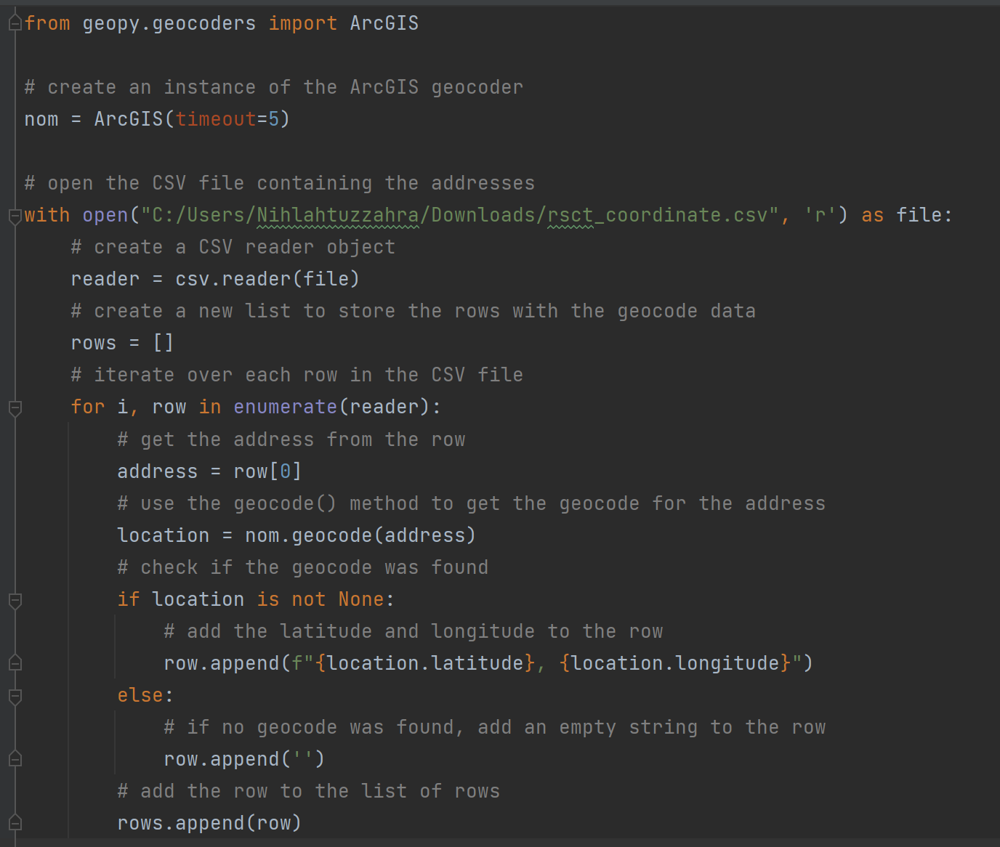 from geopy.geocoders import ArcGIS
# create an instance of the ArcGIS geocoder
nom = ArcGIS(timeout=5)
# open the CSV file containing the addresses
with open("C:/Users/Nihlahtuzzahra/Downloads/rsct_coordinate.csv", 'r') as file:
    # create a CSV reader object
    reader = csv.reader(file)
    # create a new list to store the rows with the geocode data
    rows = []
    # iterate over each row in the CSV file
    for i, row in enumerate(reader):
        # get the address from the row
        address = row[0]
        # use the geocode() method to get the geocode for the address
        location = nom.geocode(address)
        # check if the geocode was found
        if location is not None:
            # add the latitude and longitude to the row
            row.append(f"{location.latitude}, {location.longitude}")
        else:
            # if no geocode was found, add an empty string to the row
            row.append('')
        # add the row to the list of rows
        rows.append(row)